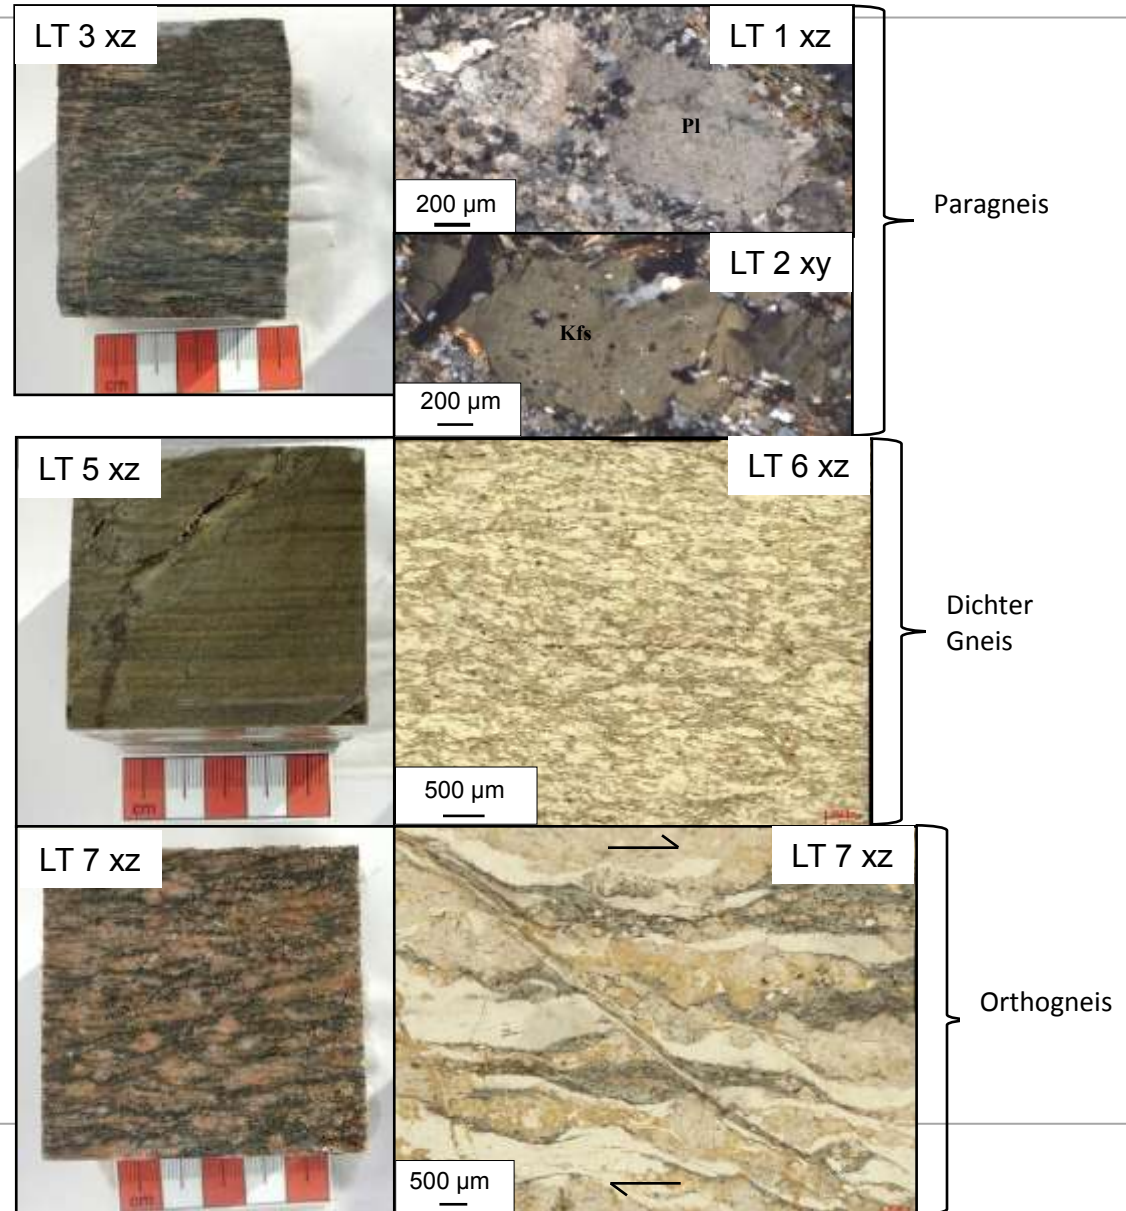 LT 3 xz
cm
LT 1 xz
Pl
200 µm
LT 2 xy
Kfs
200 µm
Paragneis
LT 5 xz
cm
LT 6 xz
500 µm
Dichter
Gneis
LT 7 xz
cm
LT 7 xz
500 µm
Orthogneis